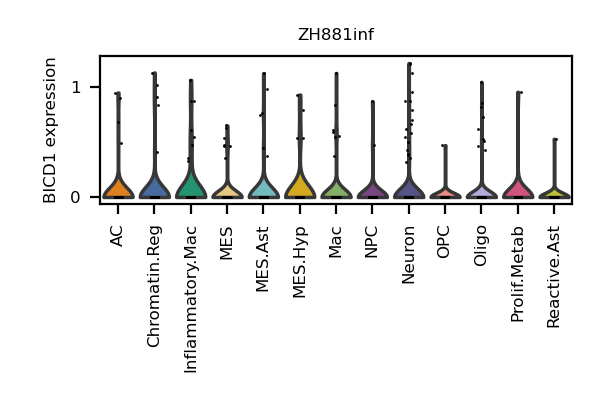 ZH881inf
BICD1 expression
1
0
AC
Chromatin.Reg
Inflammatory.Mac
MES
MES.Ast
MES.Hyp
Mac
NPC
Neuron
OPC
Oligo
Prolif.Metab
Reactive.Ast